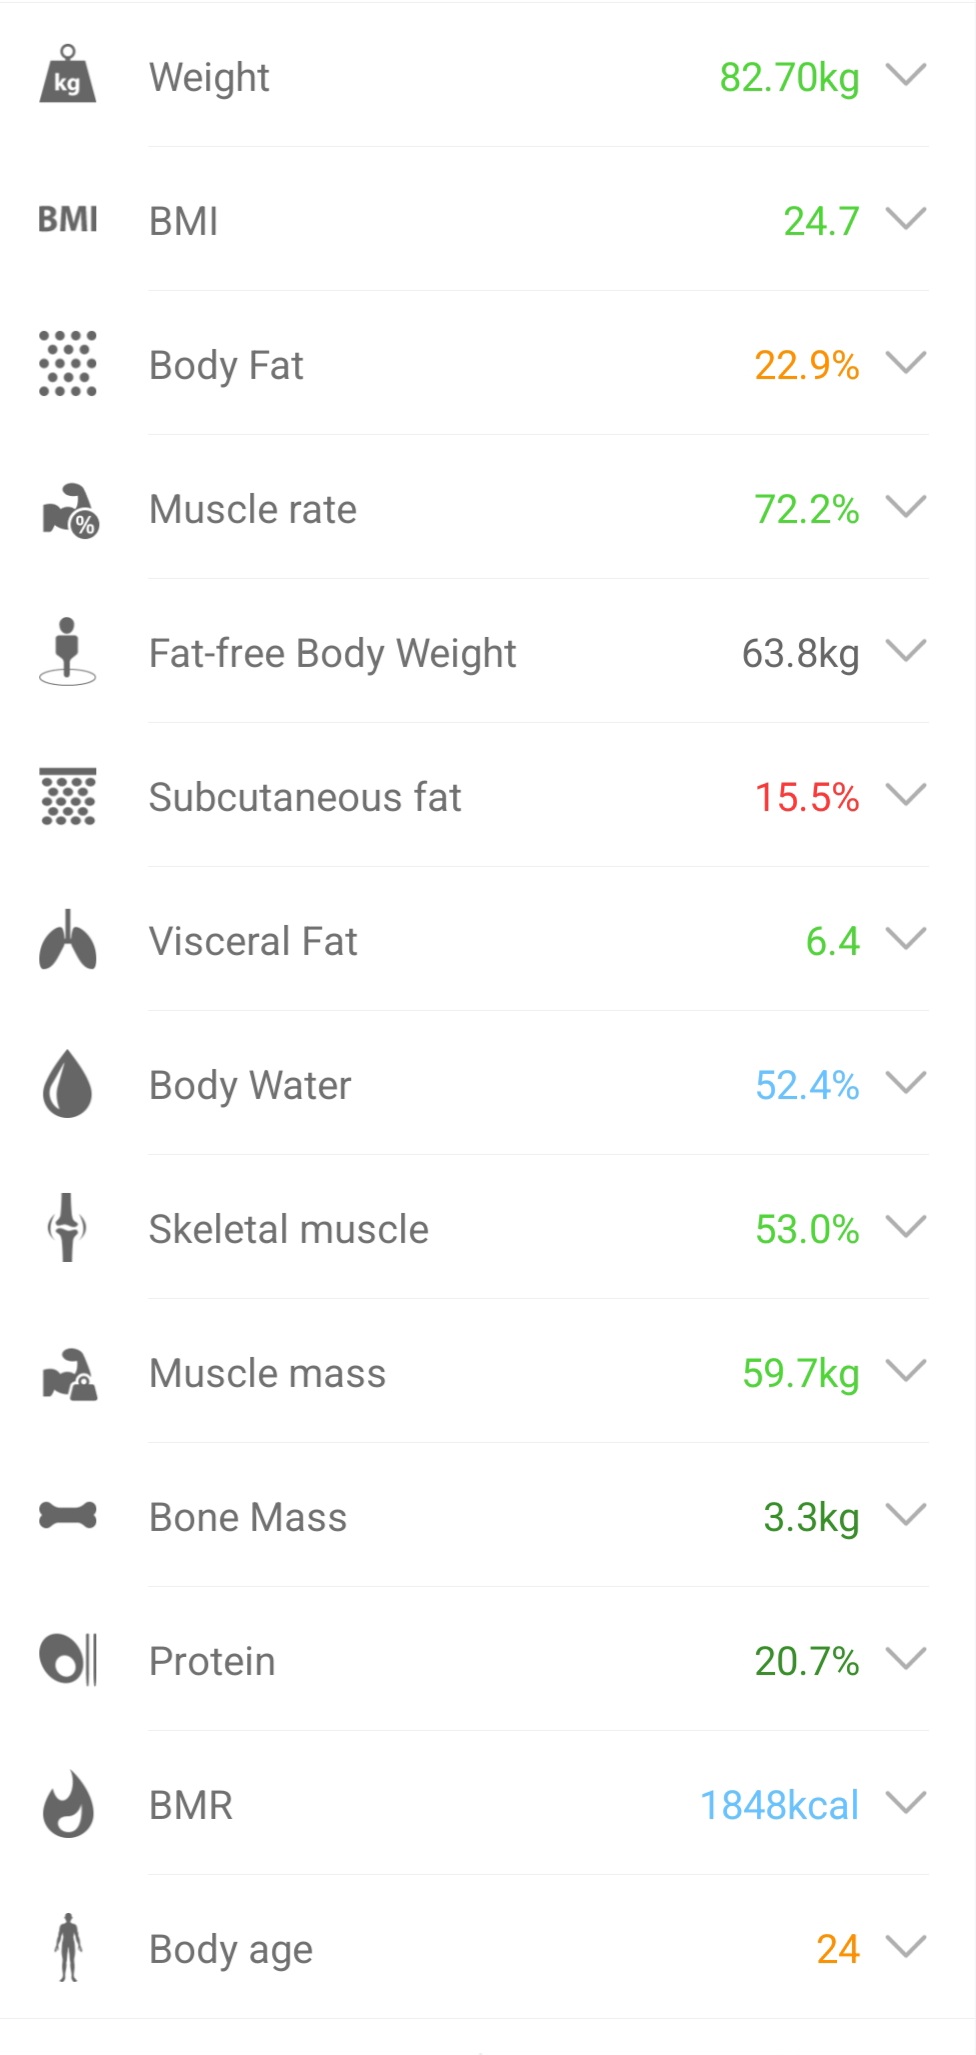 kg Weight 82.70kg
BMI BMI 24.7
Body Fat 22.9%
% Muscle rate 72.2%
Fat-free Body Weight 63.8kg
Subcutaneous fat 15.5%
Visceral Fat 6.4
Body Water 52.4%
Skeletal muscle 53.0%
Muscle mass 59.7kg
Bone Mass 3.3kg
Protein 20.7%
BMR 1848kcal
Body age 24